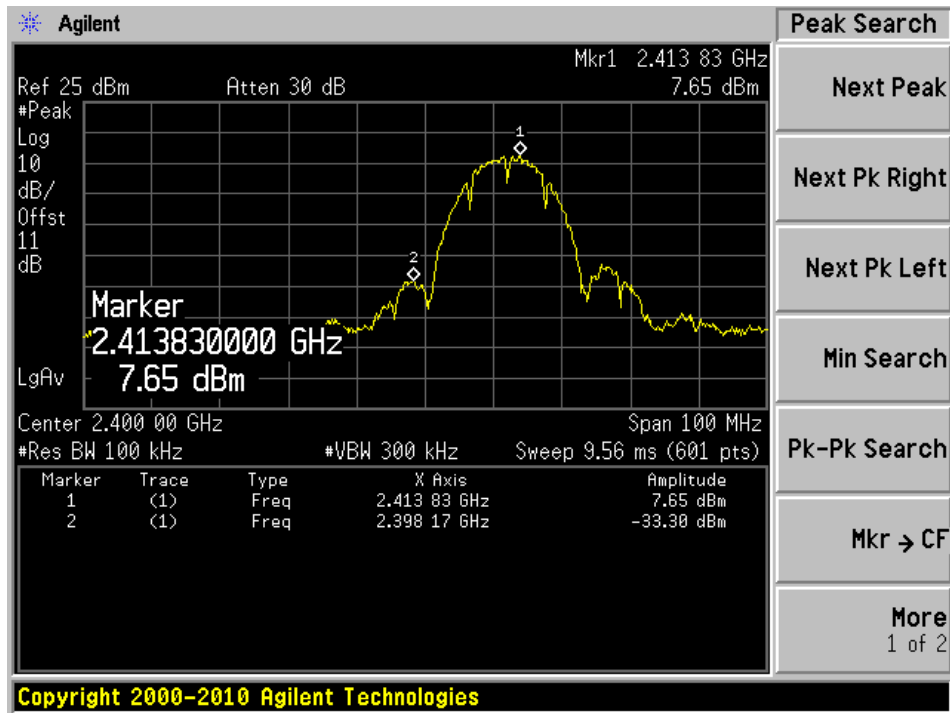 Agilent
Peak Search
Mkr1 2.413 83 GHz
Ref 25 dBm Atten 30 dB 7.65 dBm
#Peak
Log
10
dB/
Offst
11
dB
1
2
Marker
2.413830000 GHz
7.65 dBm
LgAv
Center 2.400 00 GHz Span 100 MHz
#Res BW 100 kHz #VBW 300 kHz Sweep 9.56 ms (601 pts)
Marker Trace Type X Axis Amplitude
1 (1) Freq 2.413 83 GHz 7.65 dBm
2 (1) Freq 2.398 17 GHz -33.30 dBm
Next Peak
Next Pk Right
Next Pk Left
Min Search
Pk-Pk Search
Mkr → CF
More
1 of 2
Copyright 2000-2010 Agilent Technologies